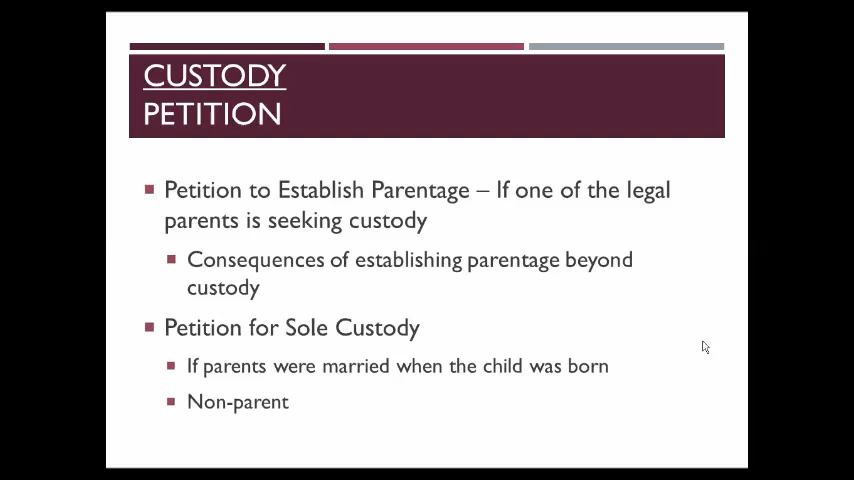 CUSTODY
PETITION
Petition to Establish Parentage – If one of the legal
parents is seeking custody
Consequences of establishing parentage beyond
custody
Petition for Sole Custody
If parents were married when the child was born
Non-parent